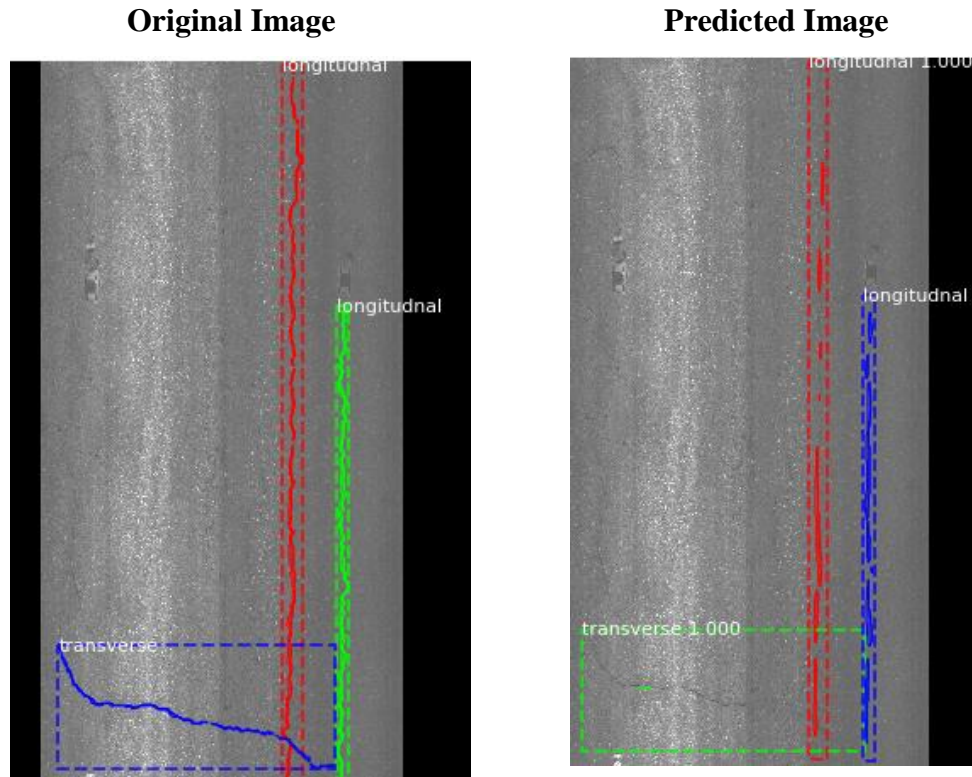 Original Image
Predicted Image
longitudnal
longitudnal
transverse
longitudnal 1.000
longitudnal
transverse 1.000